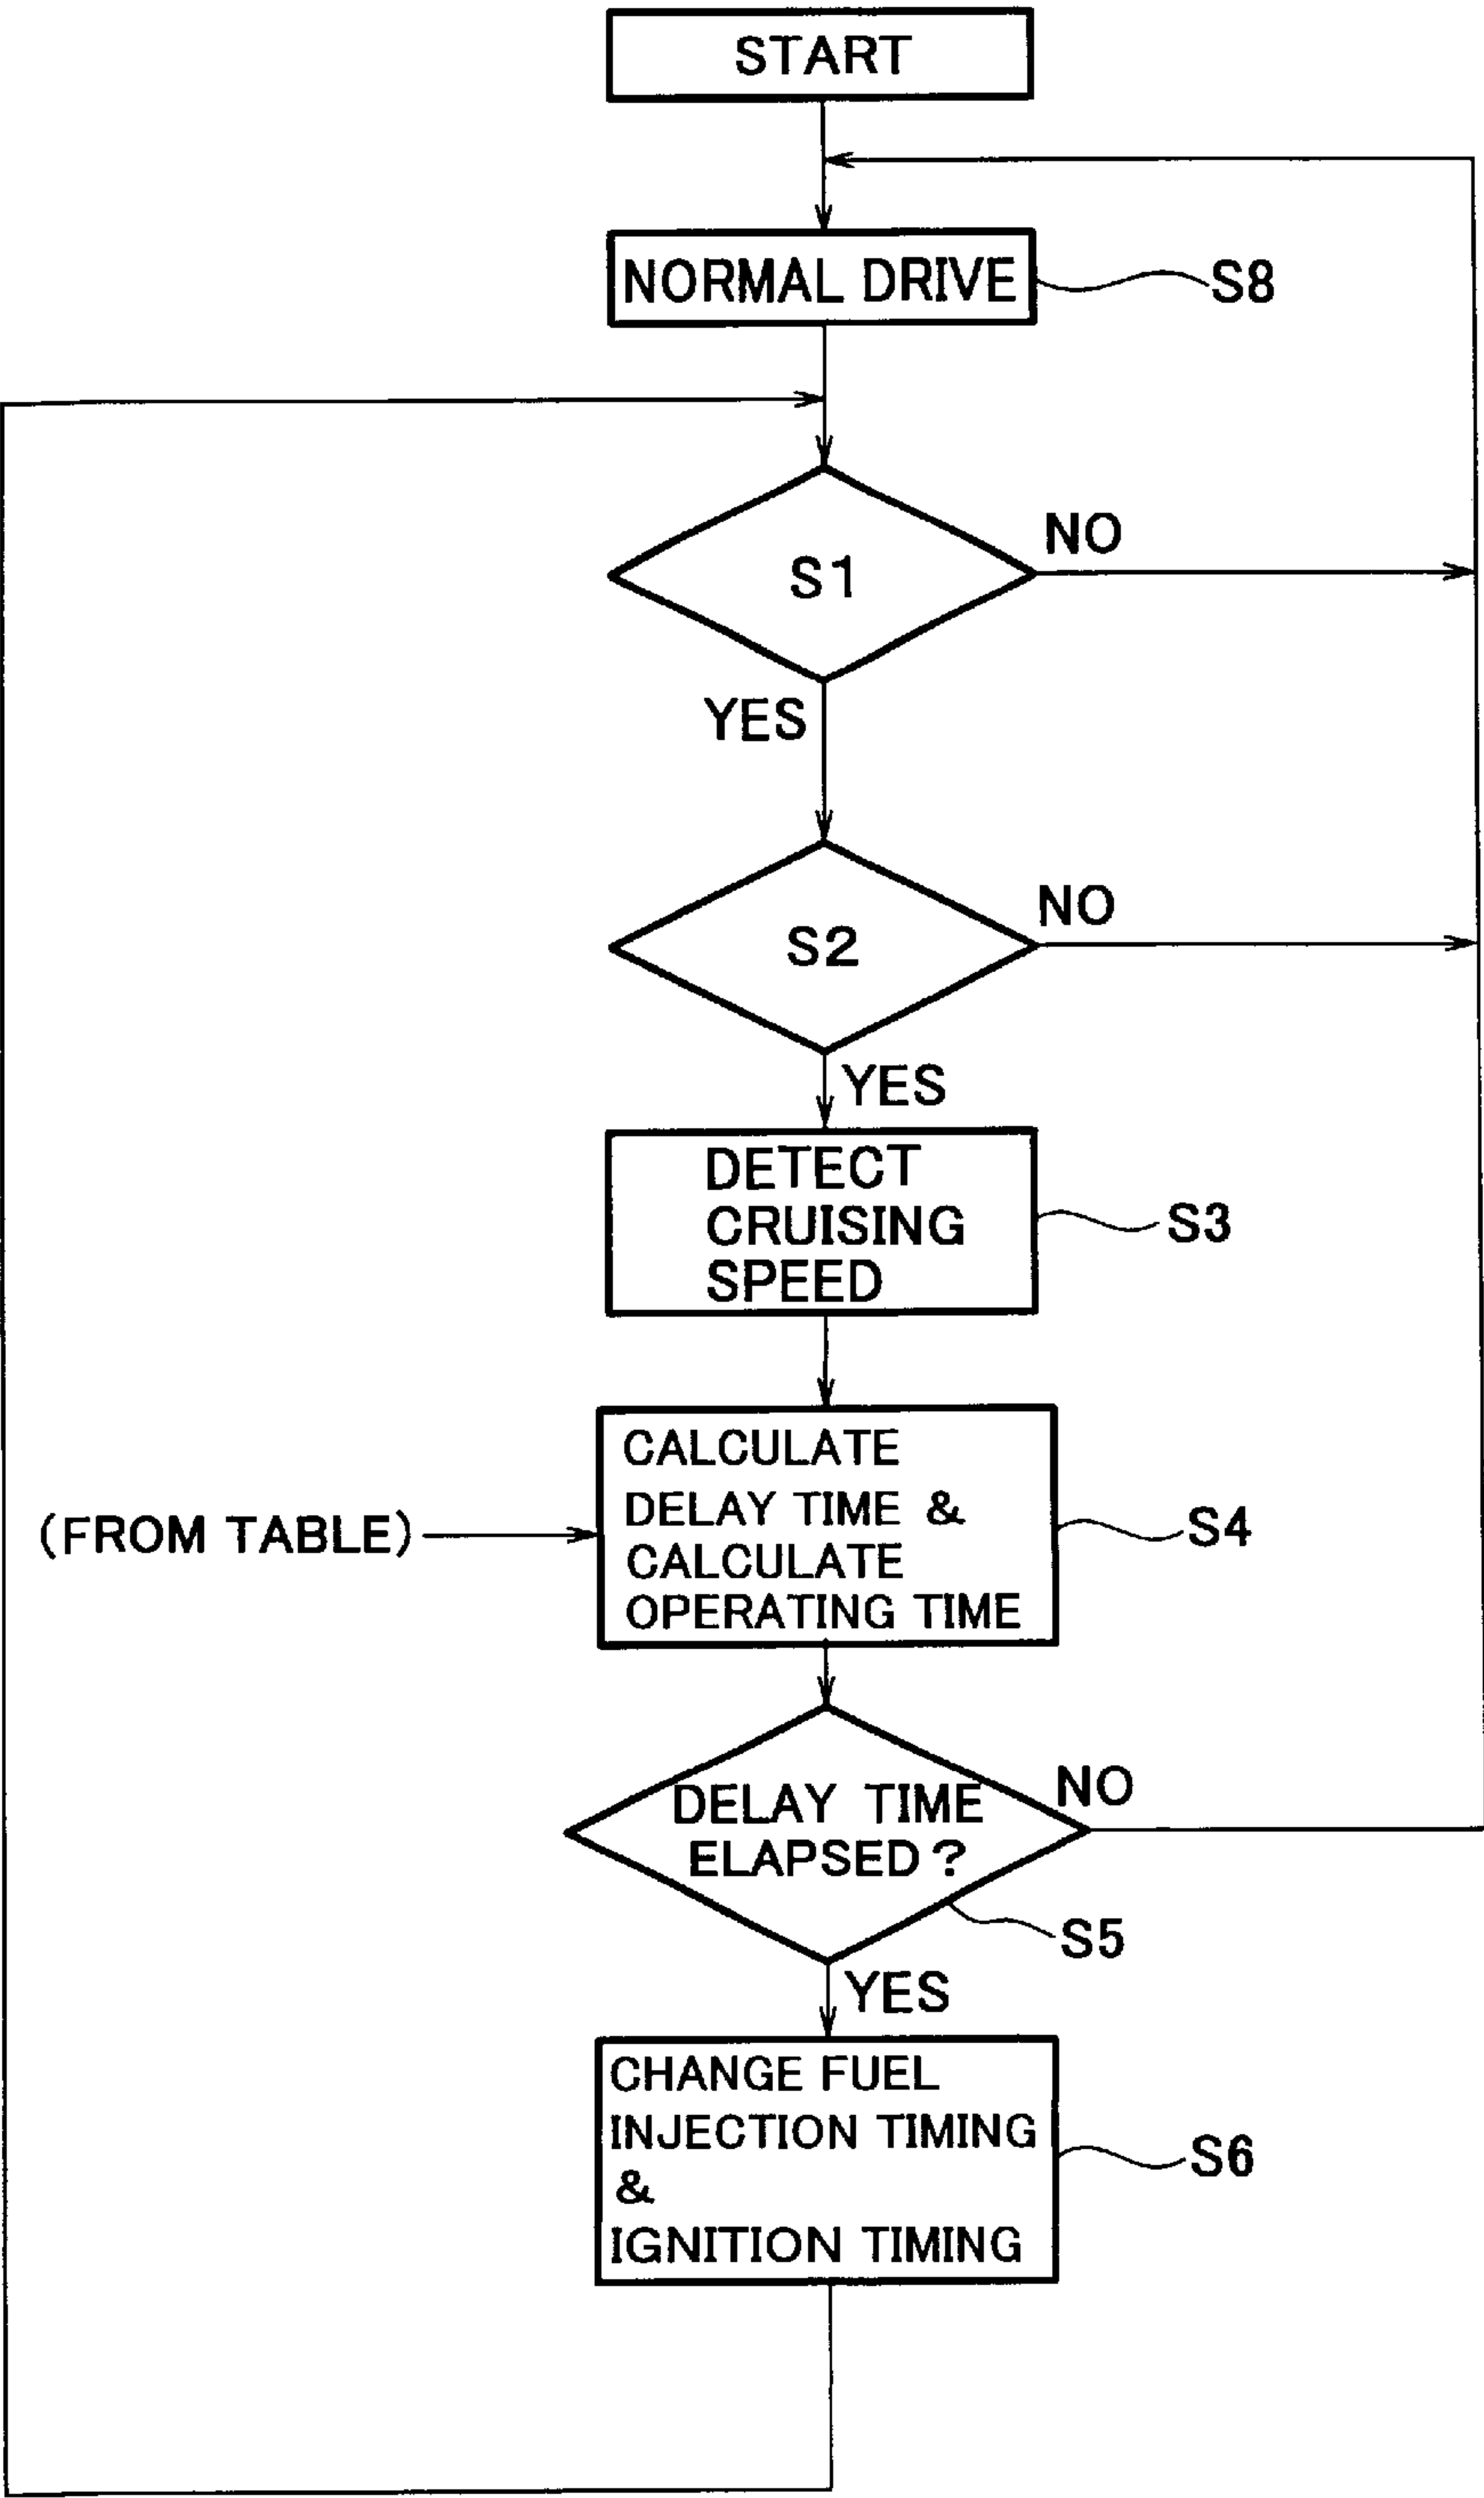 START
NORMAL DRIVE
S8
S1
NO
YES
S2
NO
YES
DETECT
CRUISING
SPEED
S3
(FROM TABLE)
CALCULATE
DELAY TIME &
CALCULATE
OPERATING TIME
S4
DELAY TIME
ELAPSED?
NO
S5
YES
CHANGE FUEL
INJECTION TIMING
&
IGNITION TIMING
S6